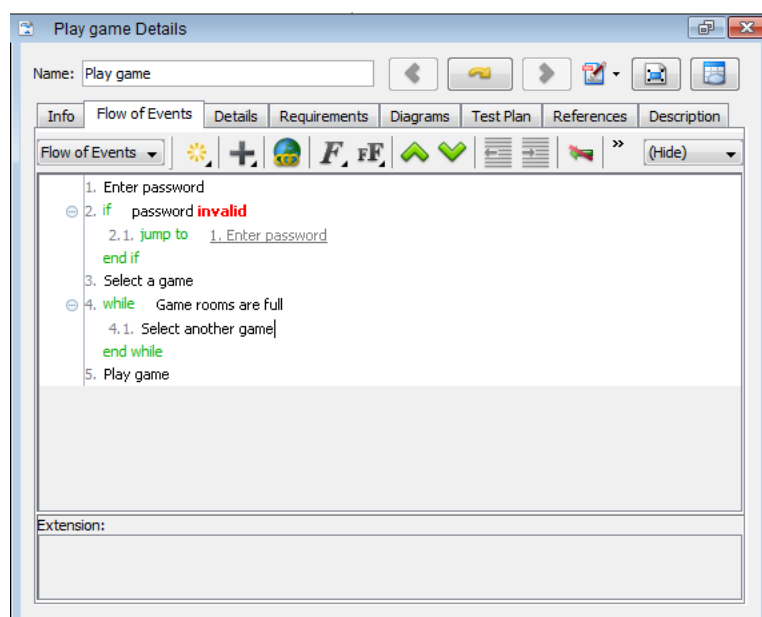 Play game Details
Name: Play game
Info Flow of Events Details Requirements Diagrams Test Plan References Description
Flow of Events F FF » (Hide)
1. Enter password
2. if password invalid
2.1. jump to 1. Enter password
end if
3. Select a game
4. while Game rooms are full
4.1. Select another game
end while
5. Play game
Extension: